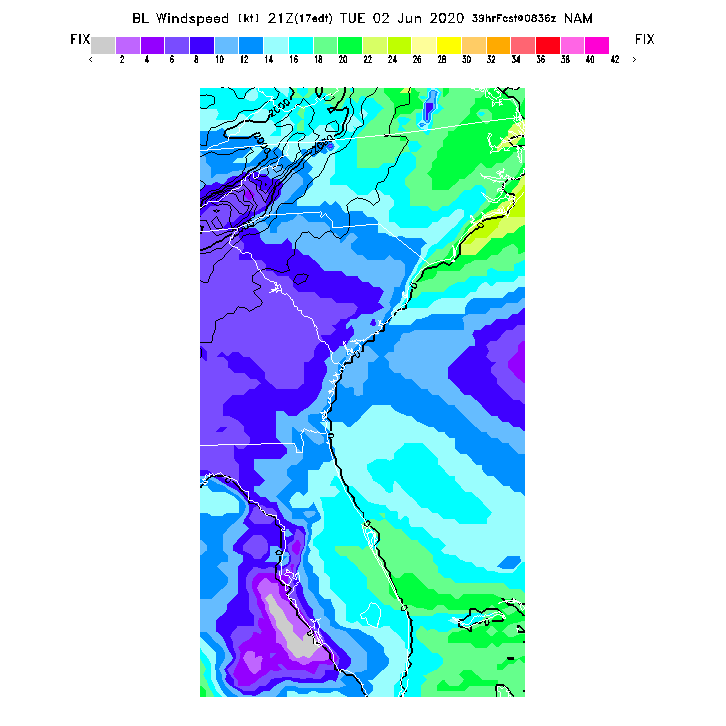 BL Windspeed [kt] 21Z(17edt) TUE 02 Jun 2020 39hrFcst@0836z NAM
FIX FIX
< 2 4 6 8 10 12 14 16 18 20 22 24 26 28 30 32 34 36 38 40 42 >
2000